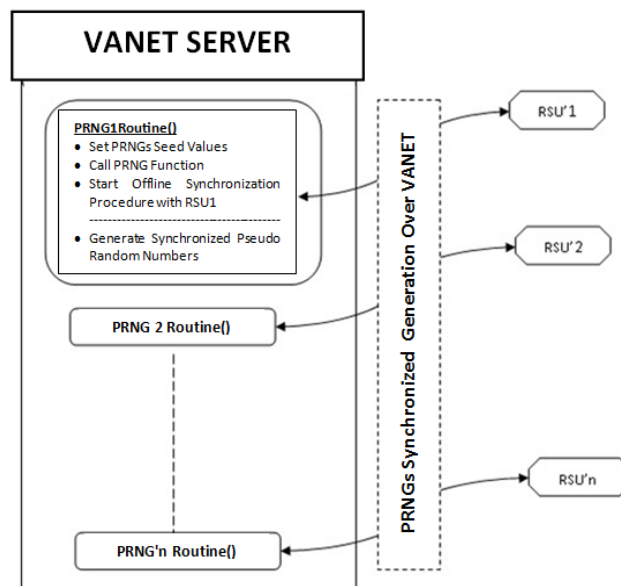 VANET SERVER
PRNG1Routine()
• Set PRNGs Seed Values
• Call PRNG Function
• Start Offline Synchronization
Procedure with RSU1
--------------------------------------------
• Generate Synchronized Pseudo
Random Numbers
PRNG 2 Routine()
PRNG'n Routine()
PRNGs Synchronized Generation Over VANET
RSU'1
RSU'2
RSU'n